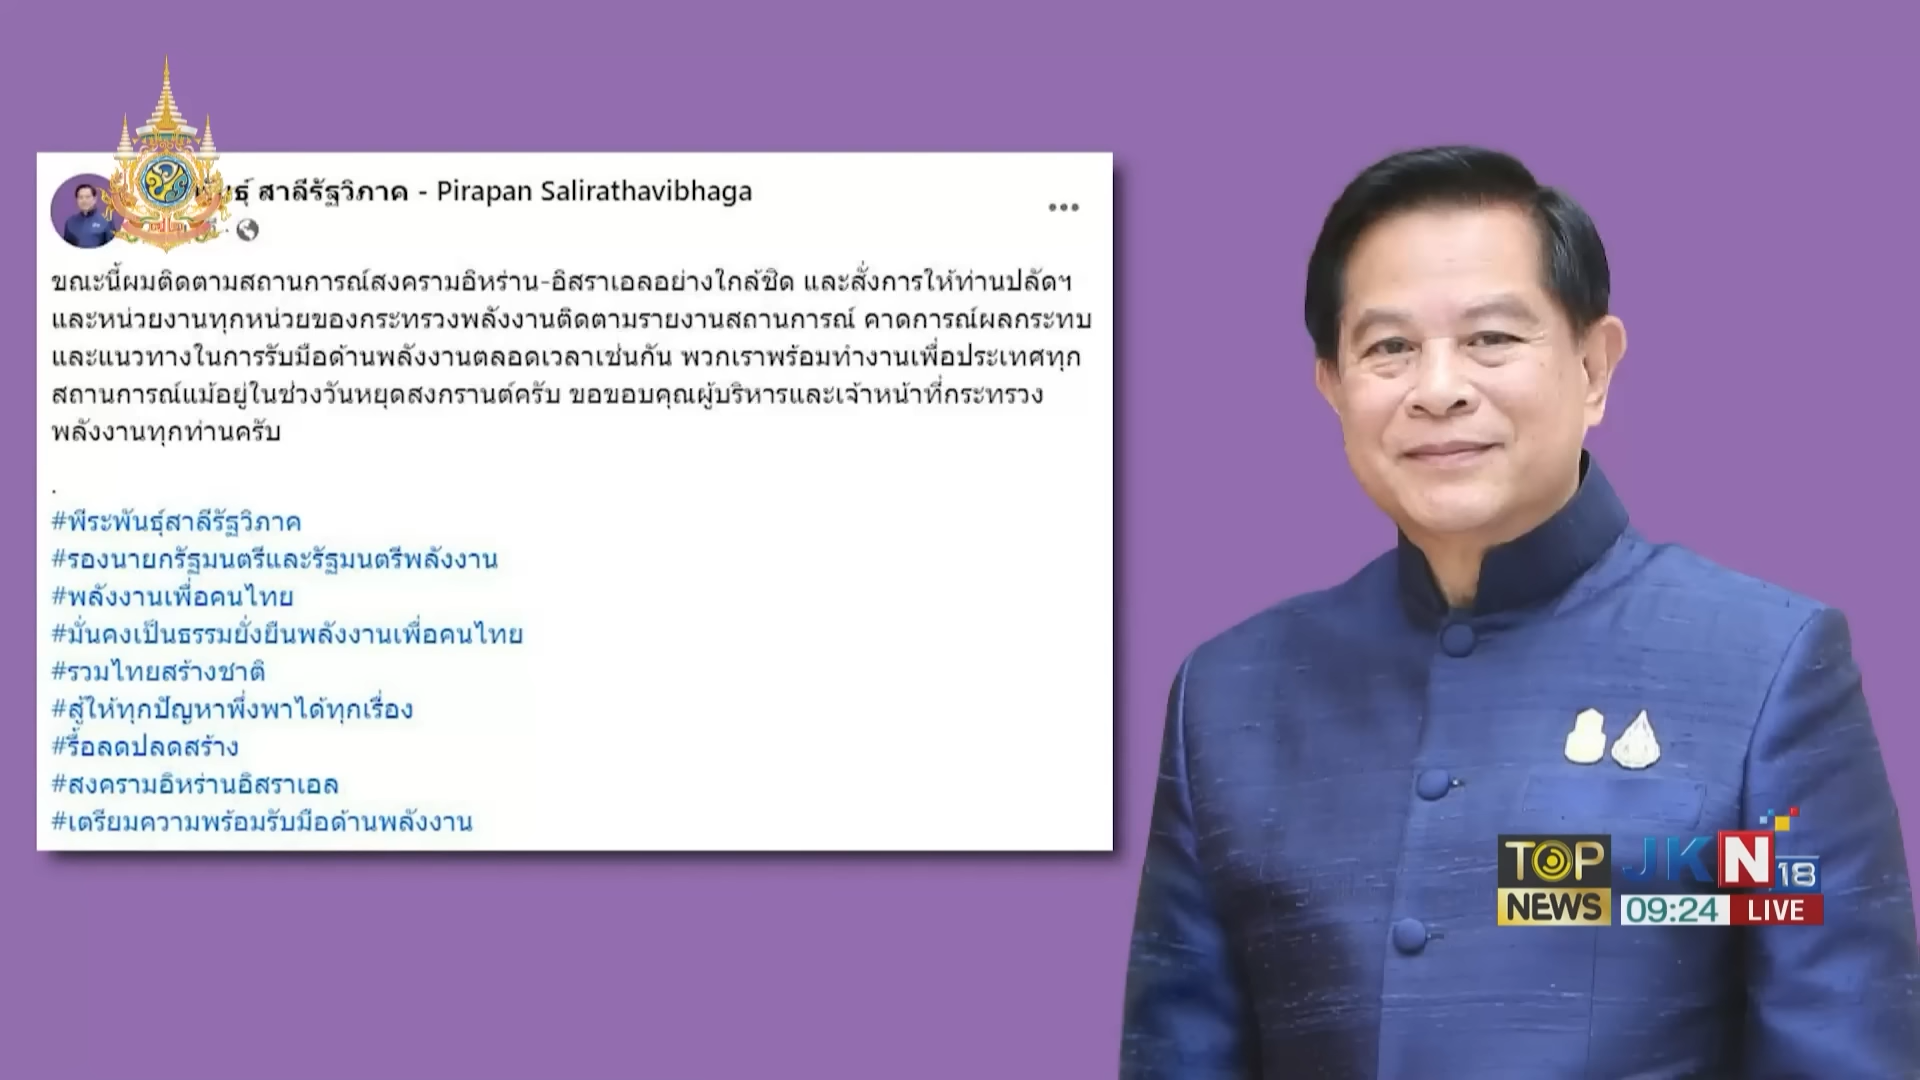 สาลีรัฐวิภาค - Pirapan Salirathavibhaga
ขณะนี้ผมติดตามสถานการณ์สงครามอิหร่าน-อิสราเอลอย่างใกล้ชิด และสั่งการให้ท่านปลัดฯ
และหน่วยงานทุกหน่วยของกระทรวงพลังงานติดตามรายงานสถานการณ์ คาดการณ์ผลกระทบ
และแนวทางในการรับมือด้านพลังงานตลอดเวลาเช่นกัน พวกเราพร้อมทำงานเพื่อประเทศทุก
สถานการณ์แม้อยู่ในช่วงวันหยุดสงกรานต์ครับ ขอขอบคุณผู้บริหารและเจ้าหน้าที่กระทรวง
พลังงานทุกท่านครับ
.
#พีระพันธุ์สาลีรัฐวิภาค
#รองนายกรัฐมนตรีและรัฐมนตรีพลังงาน
#พลังงานเพื่อคนไทย
#มั่นคงเป็นธรรมยั่งยืนพลังงานเพื่อคนไทย
#รวมไทยสร้างชาติ
#สู้ให้ทุกปัญหาพึ่งพาได้ทุกเรื่อง
#รื้อลดปลดสร้าง
#สงครามอิหร่านอิสราเอล
#เตรียมความพร้อมรับมือด้านพลังงาน
TOP NEWS
JKN 18
09:24 LIVE